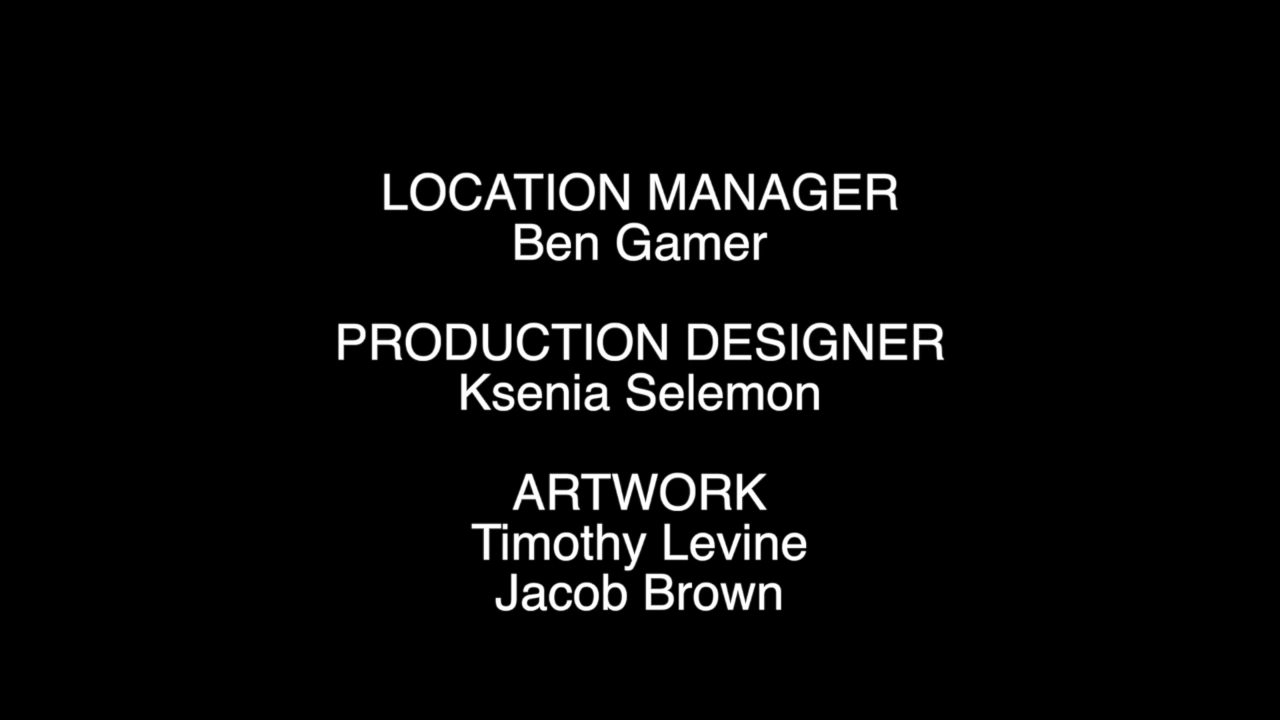 LOCATION MANAGER
Ben Gamer
PRODUCTION DESIGNER
Ksenia Selemon
ARTWORK
Timothy Levine
Jacob Brown